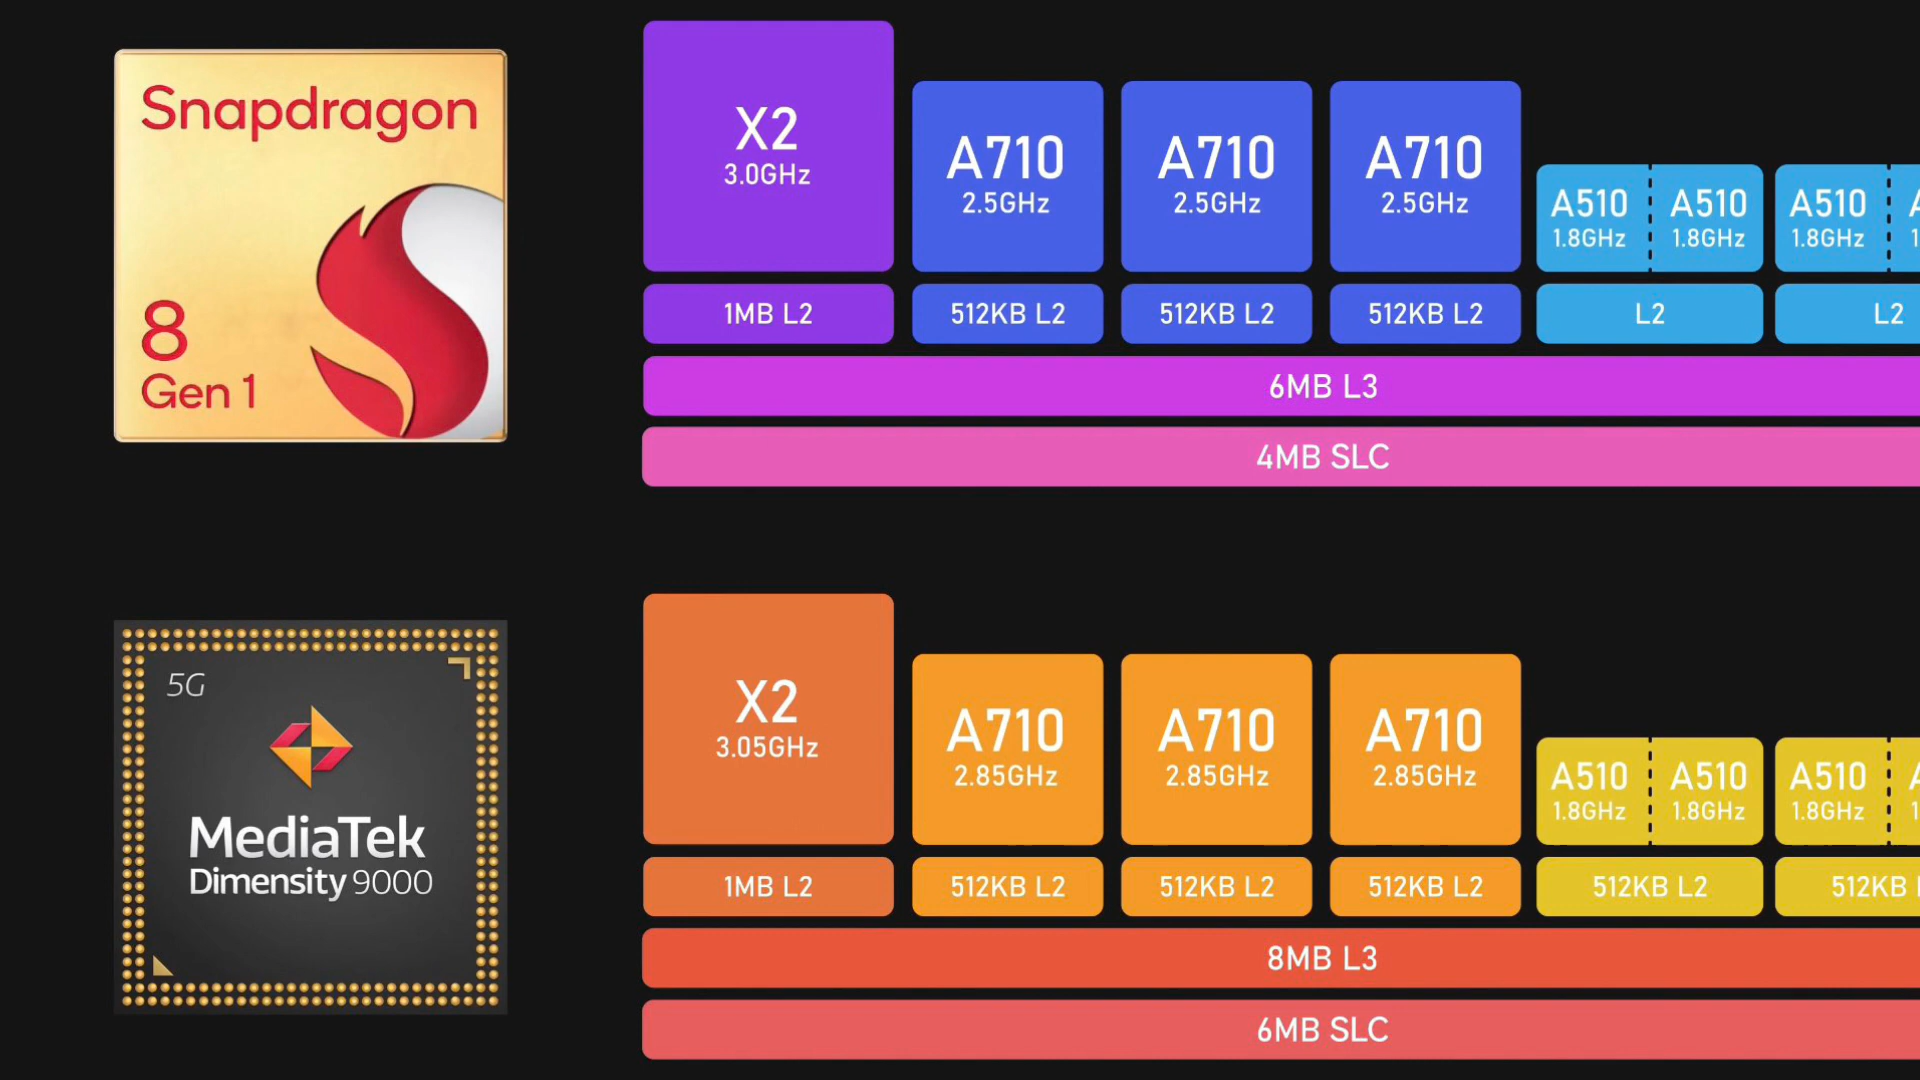 Snapdragon
8
Gen 1
X2
3.0GHz
A710
2.5GHz
A710
2.5GHz
A710
2.5GHz
A510
1.8GHz
A510
1.8GHz
A510
1.8GHz
1MB L2
512KB L2
512KB L2
512KB L2
L2
L2
6MB L3
4MB SLC
5G
MediaTek
Dimensity 9000
X2
3.05GHz
A710
2.85GHz
A710
2.85GHz
A710
2.85GHz
A510
1.8GHz
A510
1.8GHz
A510
1.8GHz
1MB L2
512KB L2
512KB L2
512KB L2
512KB L2
512KB
8MB L3
6MB SLC